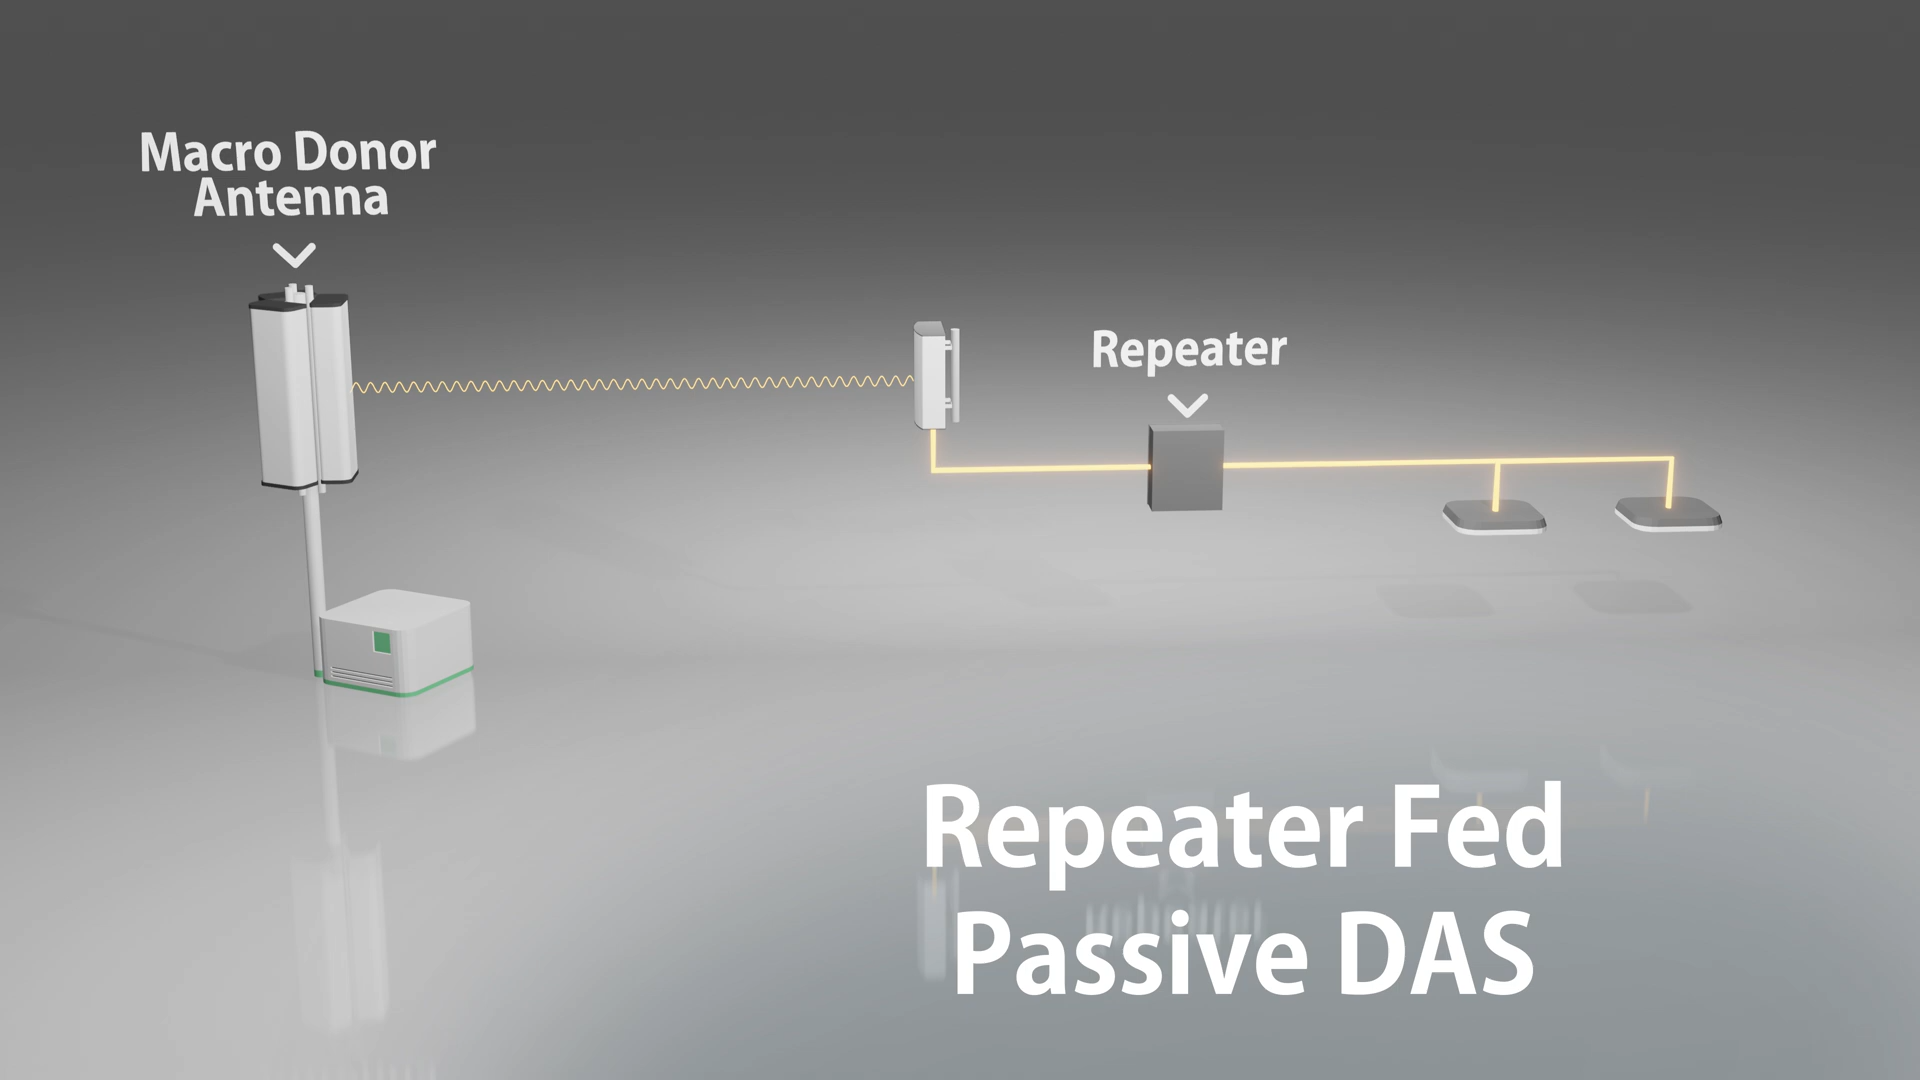 Macro Donor
Antenna
Repeater
Repeater Fed
Passive DAS